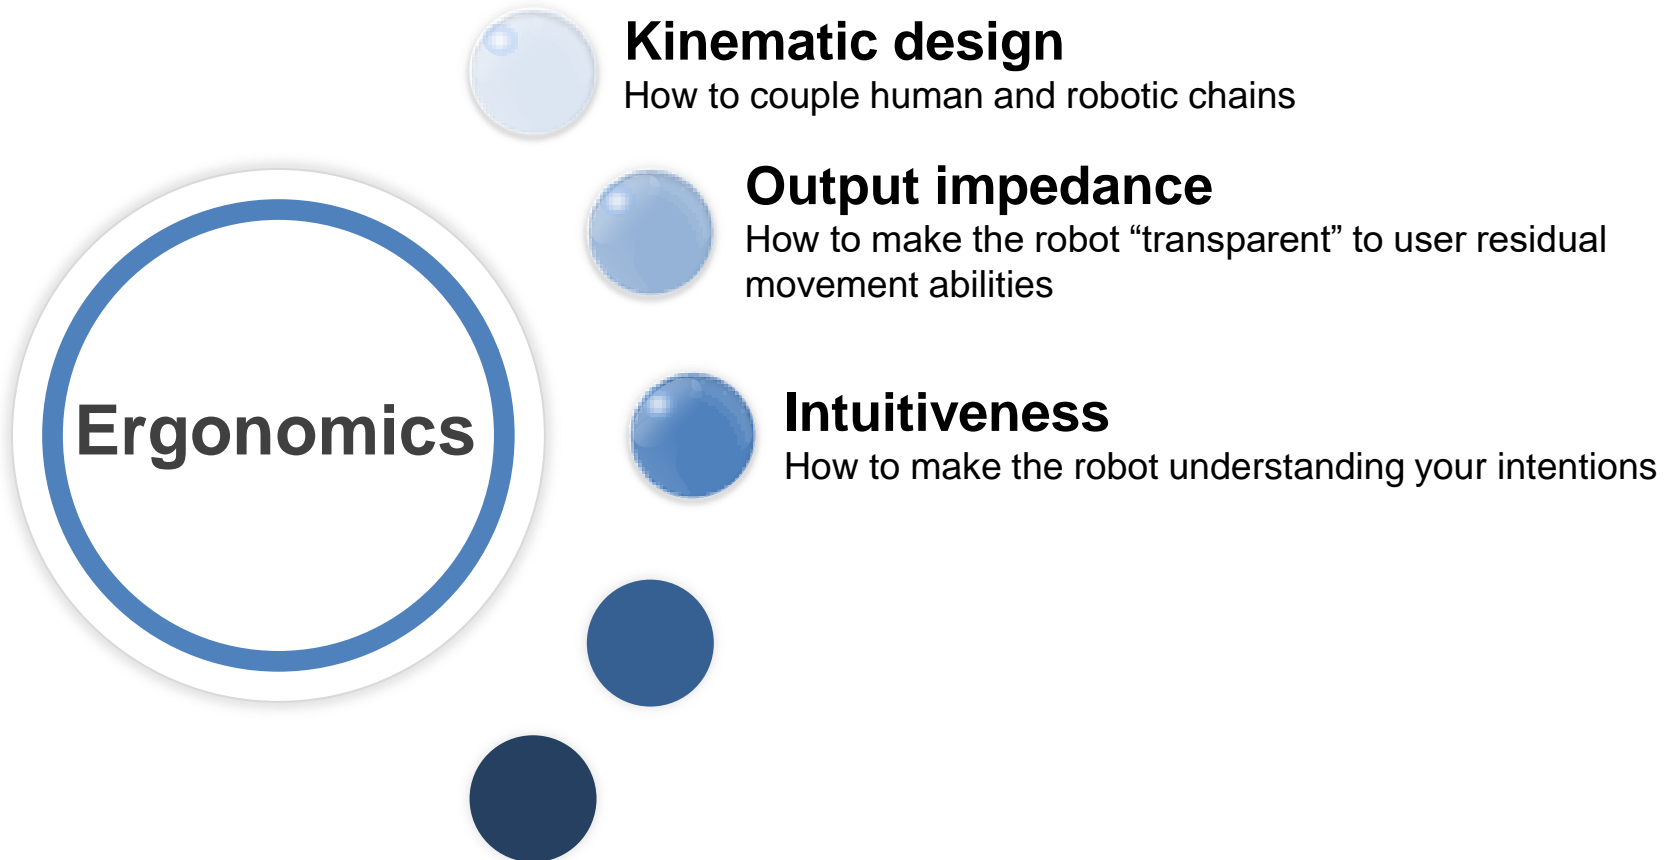 Kinematic design
How to couple human and robotic chains
Output impedance
How to make the robot “transparent” to user residual
movement abilities
Ergonomics
Intuitiveness
How to make the robot understanding your intentions